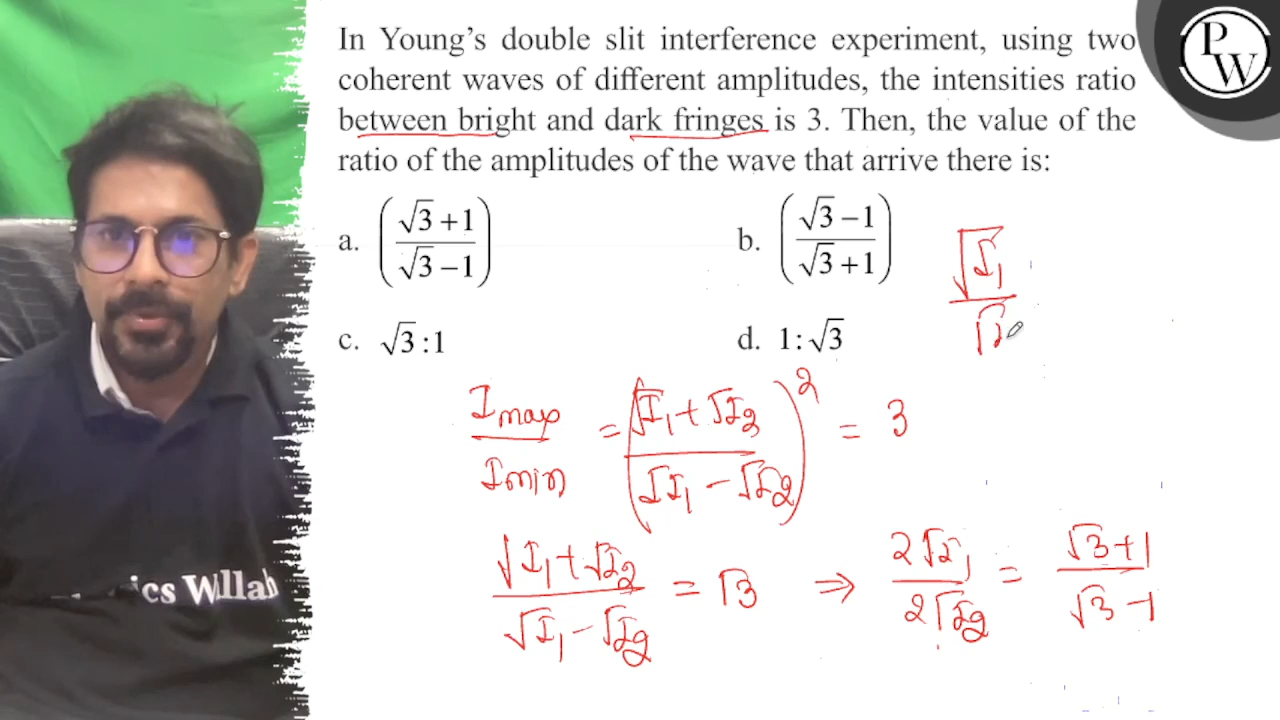 In Young's double slit interference experiment, using two
coherent waves of different amplitudes, the intensities ratio
between bright and dark fringes is 3. Then, the value of the
ratio of the amplitudes of the wave that arrive there is:
a. (√3+1 / √3−1)
b. (√3−1 / √3+1)
c. √3:1
d. 1:√3
√I₁ / √I
Imax / Imin = (√I₁+√I₂ / √I₁−√I₂)² = 3
√I₁+√I₂ / √I₁−√I₂ = √3 ⇒ 2√I₁ / 2√I₂ = √3+1 / √3−1
PW
ics Wallah